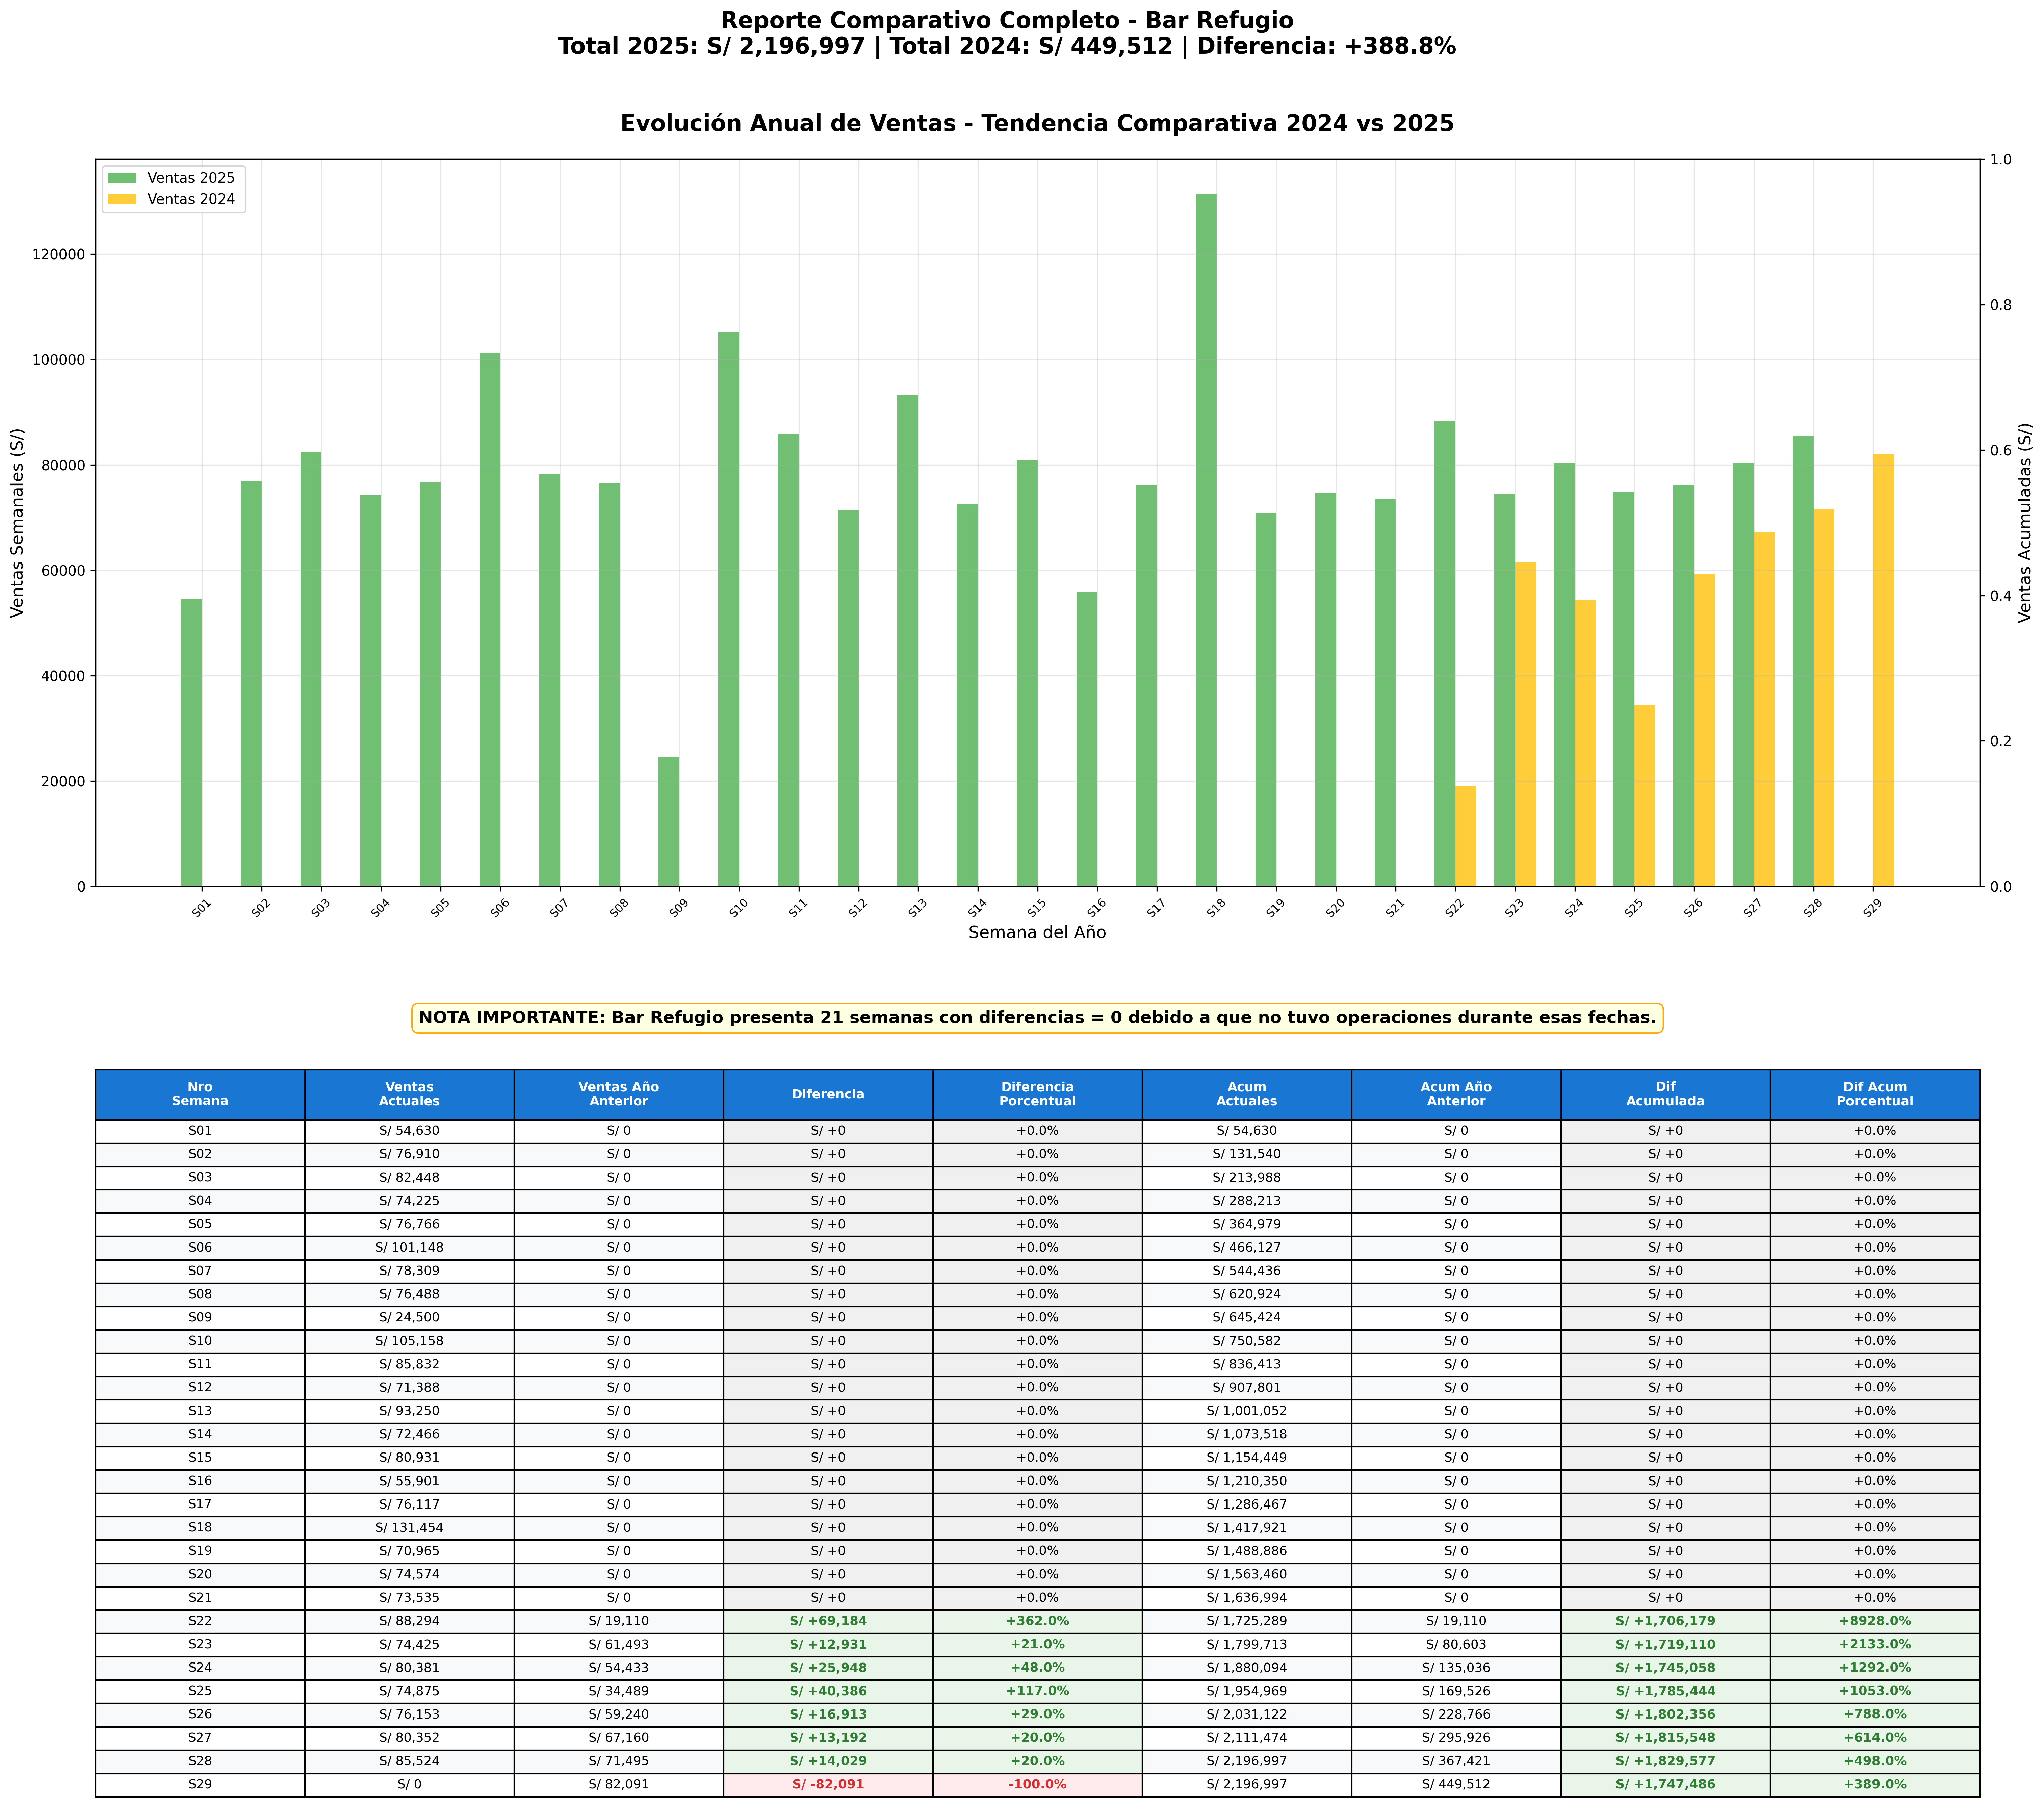 Reporte Comparativo Completo - Bar Refugio
Total 2025: S/ 2,196,997 | Total 2024: S/ 449,512 | Diferencia: +388.8%
Evolución Anual de Ventas - Tendencia Comparativa 2024 vs 2025
Ventas 2025
Ventas 2024
Ventas Semanales (S/)
120000
100000
80000
60000
40000
20000
0
1.0
0.8
0.6
0.4
0.2
0.0
Ventas Acumuladas (S/)
S01 S02 S03 S04 S05 S06 S07 S08 S09 S10 S11 S12 S13 S14 S15 S16 S17 S18 S19 S20 S21 S22 S23 S24 S25 S26 S27 S28 S29
Semana del Año
NOTA IMPORTANTE: Bar Refugio presenta 21 semanas con diferencias = 0 debido a que no tuvo operaciones durante esas fechas.
Nro Semana | Ventas Actuales | Ventas Año Anterior | Diferencia | Diferencia Porcentual | Acum Actuales | Acum Año Anterior | Dif Acumulada | Dif Acum Porcentual
S01 S/ 54,630 S/ 0 S/ +0 +0.0% S/ 54,630 S/ 0 S/ +0 +0.0%
S02 S/ 76,910 S/ 0 S/ +0 +0.0% S/ 131,540 S/ 0 S/ +0 +0.0%
S03 S/ 82,448 S/ 0 S/ +0 +0.0% S/ 213,988 S/ 0 S/ +0 +0.0%
S04 S/ 74,225 S/ 0 S/ +0 +0.0% S/ 288,213 S/ 0 S/ +0 +0.0%
S05 S/ 76,766 S/ 0 S/ +0 +0.0% S/ 364,979 S/ 0 S/ +0 +0.0%
S06 S/ 101,148 S/ 0 S/ +0 +0.0% S/ 466,127 S/ 0 S/ +0 +0.0%
S07 S/ 78,309 S/ 0 S/ +0 +0.0% S/ 544,436 S/ 0 S/ +0 +0.0%
S08 S/ 76,488 S/ 0 S/ +0 +0.0% S/ 620,924 S/ 0 S/ +0 +0.0%
S09 S/ 24,500 S/ 0 S/ +0 +0.0% S/ 645,424 S/ 0 S/ +0 +0.0%
S10 S/ 105,158 S/ 0 S/ +0 +0.0% S/ 750,582 S/ 0 S/ +0 +0.0%
S11 S/ 85,832 S/ 0 S/ +0 +0.0% S/ 836,413 S/ 0 S/ +0 +0.0%
S12 S/ 71,388 S/ 0 S/ +0 +0.0% S/ 907,801 S/ 0 S/ +0 +0.0%
S13 S/ 93,250 S/ 0 S/ +0 +0.0% S/ 1,001,052 S/ 0 S/ +0 +0.0%
S14 S/ 72,466 S/ 0 S/ +0 +0.0% S/ 1,073,518 S/ 0 S/ +0 +0.0%
S15 S/ 80,931 S/ 0 S/ +0 +0.0% S/ 1,154,449 S/ 0 S/ +0 +0.0%
S16 S/ 55,901 S/ 0 S/ +0 +0.0% S/ 1,210,350 S/ 0 S/ +0 +0.0%
S17 S/ 76,117 S/ 0 S/ +0 +0.0% S/ 1,286,467 S/ 0 S/ +0 +0.0%
S18 S/ 131,454 S/ 0 S/ +0 +0.0% S/ 1,417,921 S/ 0 S/ +0 +0.0%
S19 S/ 70,965 S/ 0 S/ +0 +0.0% S/ 1,488,886 S/ 0 S/ +0 +0.0%
S20 S/ 74,574 S/ 0 S/ +0 +0.0% S/ 1,563,460 S/ 0 S/ +0 +0.0%
S21 S/ 73,535 S/ 0 S/ +0 +0.0% S/ 1,636,994 S/ 0 S/ +0 +0.0%
S22 S/ 88,294 S/ 19,110 S/ +69,184 +362.0% S/ 1,725,289 S/ 19,110 S/ +1,706,179 +8928.0%
S23 S/ 74,425 S/ 61,493 S/ +12,931 +21.0% S/ 1,799,713 S/ 80,603 S/ +1,719,110 +2133.0%
S24 S/ 80,381 S/ 54,433 S/ +25,948 +48.0% S/ 1,880,094 S/ 135,036 S/ +1,745,058 +1292.0%
S25 S/ 74,875 S/ 34,489 S/ +40,386 +117.0% S/ 1,954,969 S/ 169,526 S/ +1,785,444 +1053.0%
S26 S/ 76,153 S/ 59,240 S/ +16,913 +29.0% S/ 2,031,122 S/ 228,766 S/ +1,802,356 +788.0%
S27 S/ 80,352 S/ 67,160 S/ +13,192 +20.0% S/ 2,111,474 S/ 295,926 S/ +1,815,548 +614.0%
S28 S/ 85,524 S/ 71,495 S/ +14,029 +20.0% S/ 2,196,997 S/ 367,421 S/ +1,829,577 +498.0%
S29 S/ 0 S/ 82,091 S/ -82,091 -100.0% S/ 2,196,997 S/ 449,512 S/ +1,747,486 +389.0%